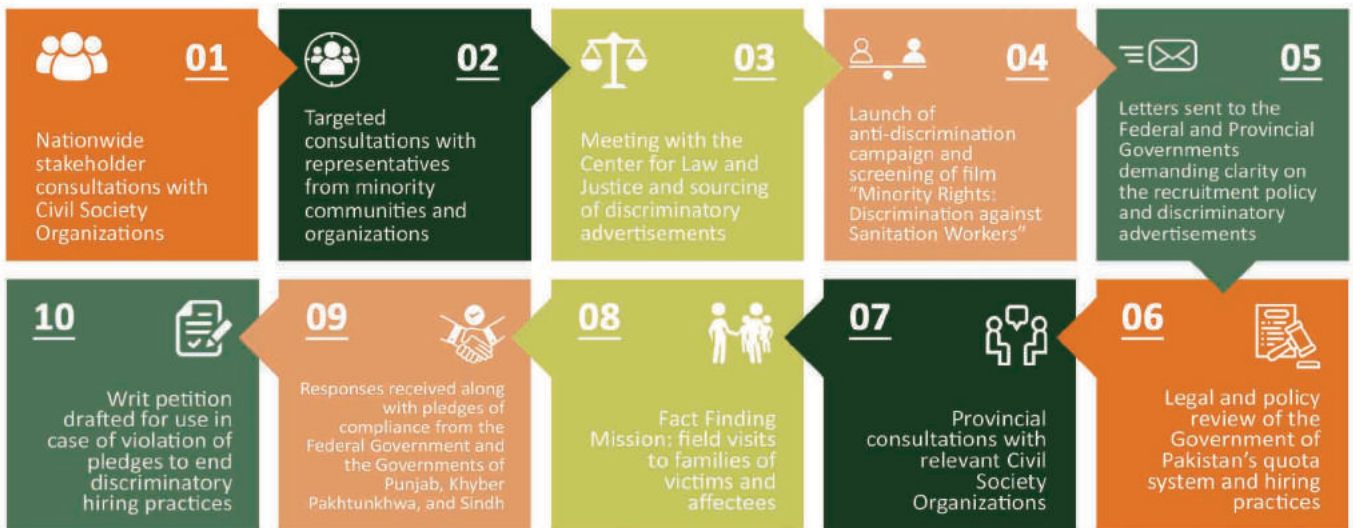 01
Nationwide
stakeholder
consultations with
Civil Society
Organizations
02
Targeted
consultations with
representatives
from minority
communities and
organizations
03
Meeting with the
Center for Law and
Justice and sourcing
of discriminatory
advertisements
04
Launch of
anti-discrimination
campaign and
screening of film
"Minority Rights:
Discrimination against
Sanitation Workers"
05
Letters sent to the
Federal and Provincial
Governments
demanding clarity on
the recruitment policy
and discriminatory
advertisements
06
Legal and policy
review of the
Government of
Pakistan's quota
system and hiring
practices
07
Provincial
consultations with
relevant Civil
Society
Organizations
08
Fact Finding
Mission: field visits
to families of
victims and
affectees
09
Responses received along
with pledges of
compliance from the
Federal Government and
the Governments of
Punjab, Khyber
Pakhtunkhwa, and Sindh
10
Writ petition
drafted for use in
case of violation of
pledges to end
discriminatory
hiring practices